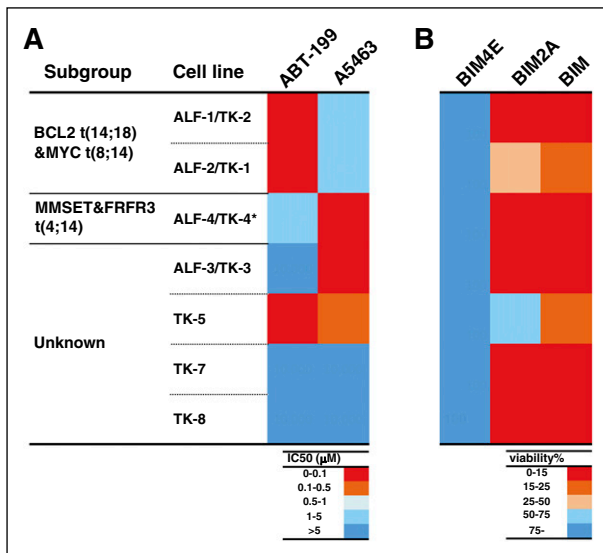 A
B
Subgroup
Cell line
ABT-199
A5463
BIM4E
BIM2A
BIM
BCL2 t(14;18)
&MYC t(8;14)
ALF-1/TK-2
ALF-2/TK-1
MMSET&FRFR3
t(4;14)
ALF-4/TK-4*
Unknown
ALF-3/TK-3
TK-5
TK-7
TK-8
IC50 (μM)
0-0.1
0.1-0.5
0.5-1
1-5
>5
viability%
0-15
15-25
25-50
50-75
75-